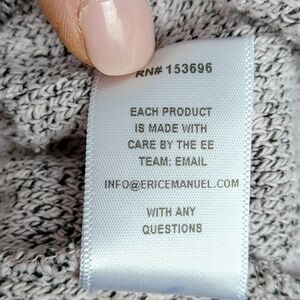 RN# 153696
EACH PRODUCT
IS MADE WITH
CARE BY THE EE
TEAM: EMAIL
INFO@ERICEMANUEL.COM
WITH ANY
QUESTIONS